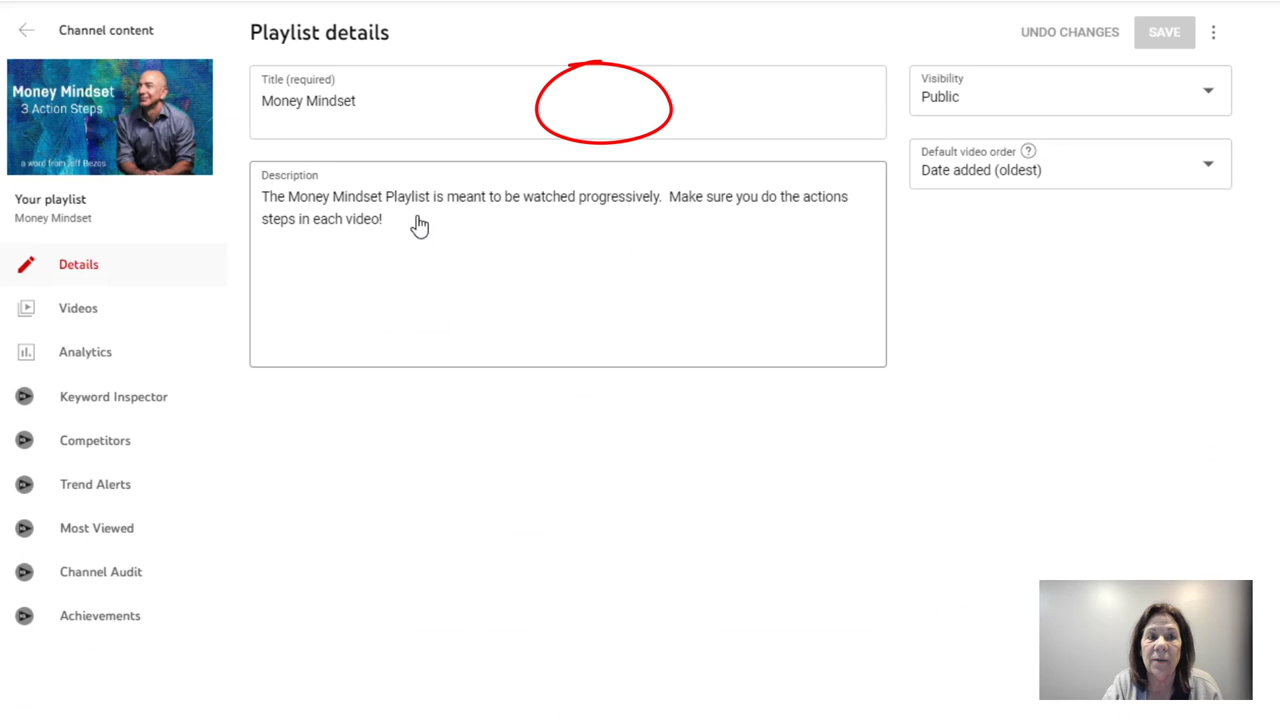 Channel content
Money Mindset
3 Action Steps
a word from Jeff Bezos
Your playlist
Money Mindset
Details
Videos
Analytics
Keyword Inspector
Competitors
Trend Alerts
Most Viewed
Channel Audit
Achievements
Playlist details
UNDO CHANGES
SAVE
Title (required)
Money Mindset
Description
The Money Mindset Playlist is meant to be watched progressively.  Make sure you do the actions
steps in each video!
Visibility
Public
Default video order ?
Date added (oldest)